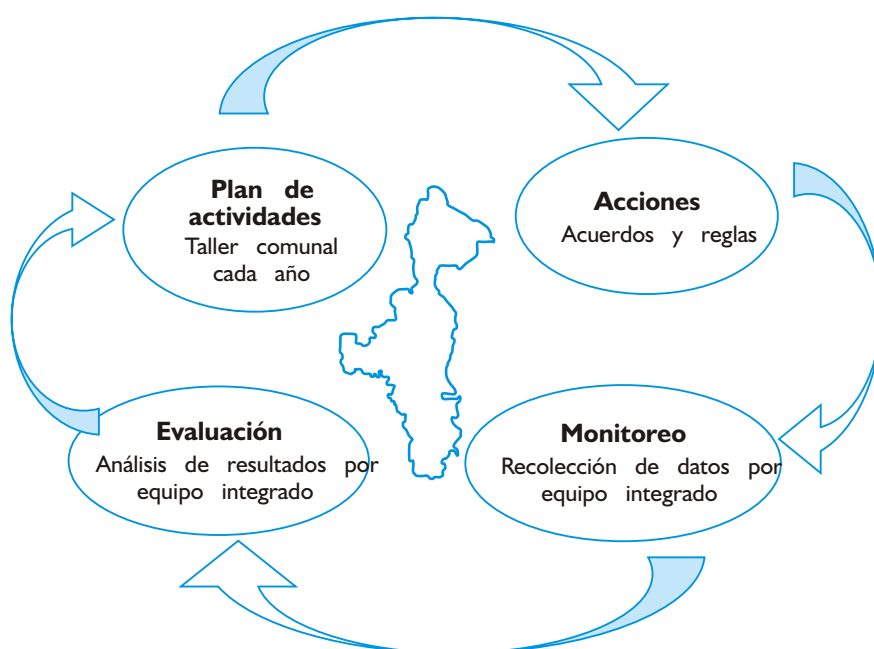 Plan de
actividades
Taller comunal
cada año
Acciones
Acuerdos y reglas
Evaluación
Análisis de resultados por
equipo integrado
Monitoreo
Recolección de datos por
equipo integrado